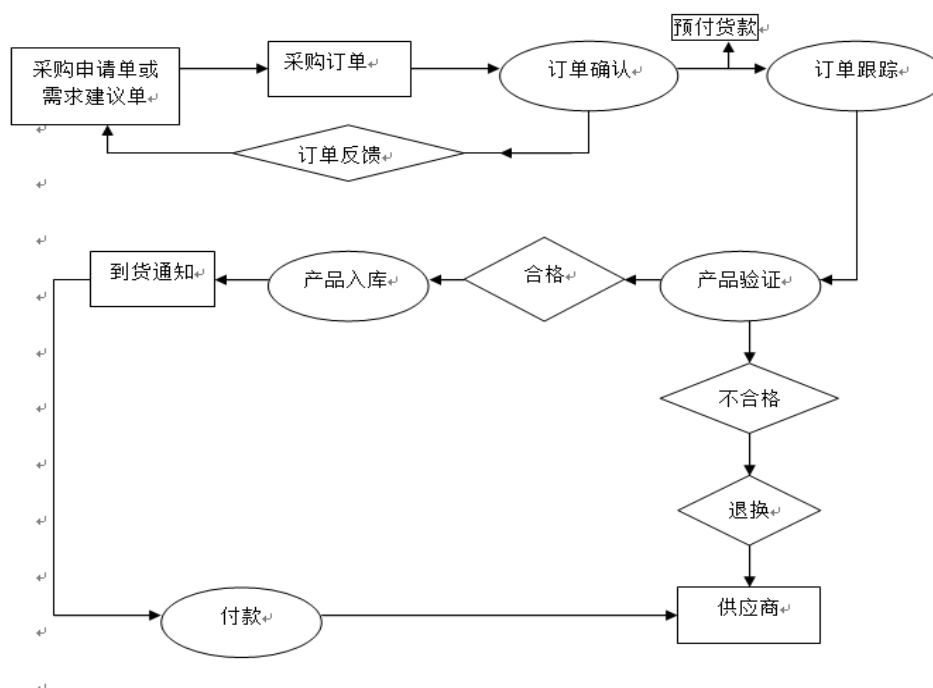 预付货款
采购申请单或
需求建议单
采购订单
订单确认
订单跟踪
订单反馈
到货通知
产品入库
合格
产品验证
不合格
退换
付款
供应商